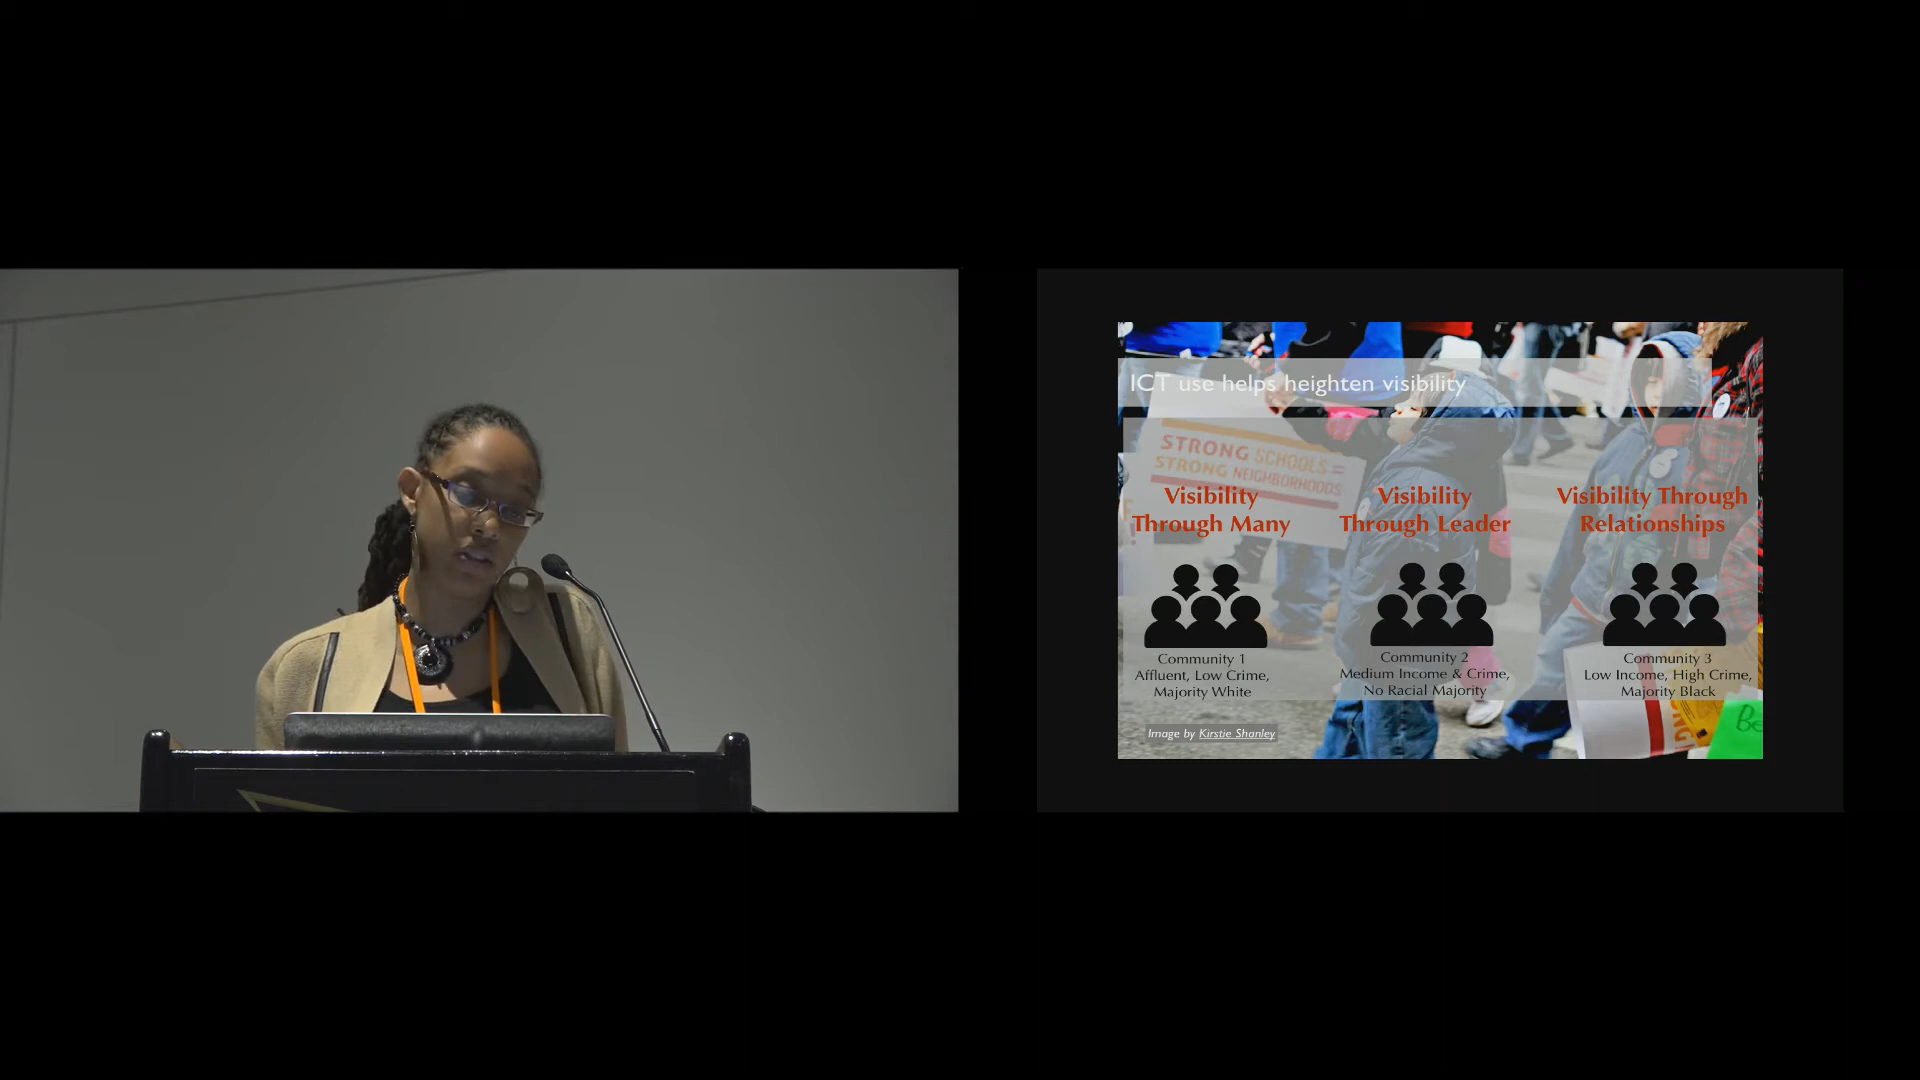 ICT use helps heighten visibility
STRONG SCHOOLS=
STRONG NEIGHBORHOODS
Visibility
Through Many
Visibility
Through Leader
Visibility Through
Relationships
Community 1
Affluent, Low Crime,
Majority White
Community 2
Medium Income & Crime,
No Racial Majority
Community 3
Low Income, High Crime,
Majority Black
Image by Kirstie Shanley
Be